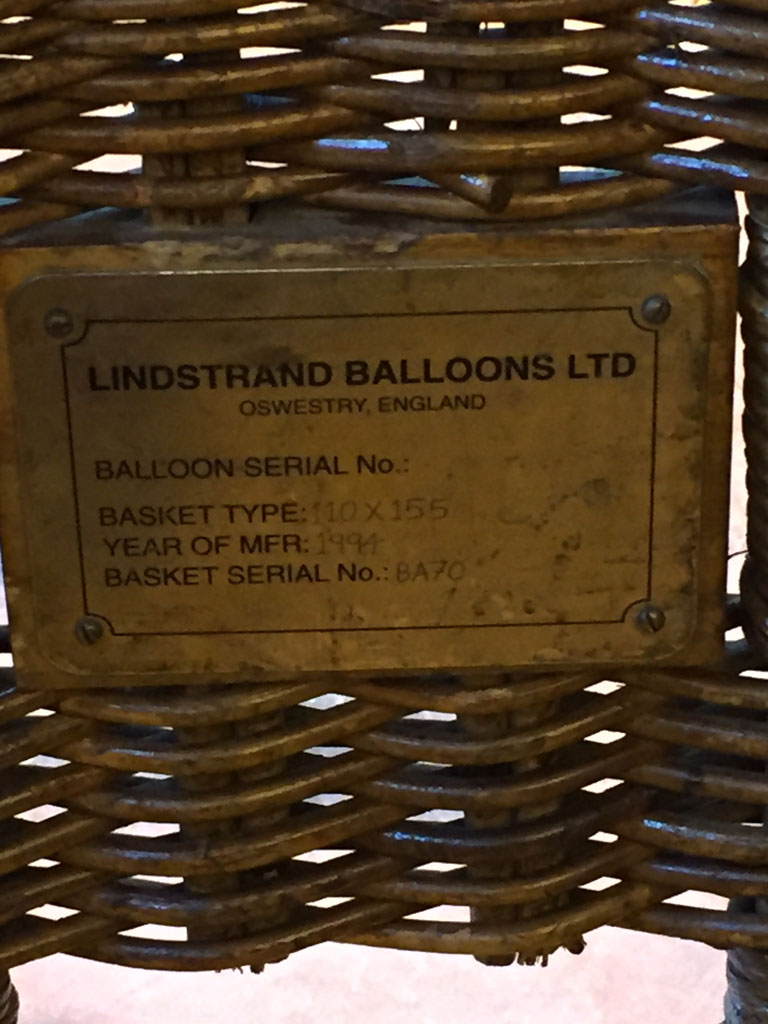 LINDSTRAND BALLOONS LTD
OSWESTRY, ENGLAND
BALLOON SERIAL No.:
BASKET TYPE: 110 X 155
YEAR OF MFR: 1994
BASKET SERIAL No.: BA70